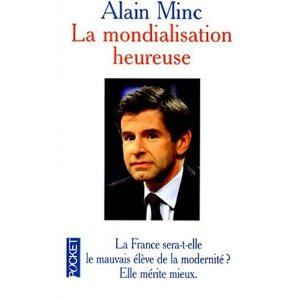 Alain Minc
La mondialisation
heureuse
POCKET
La France sera-t-elle
le mauvais élève de la modernité ?
Elle mérite mieux.